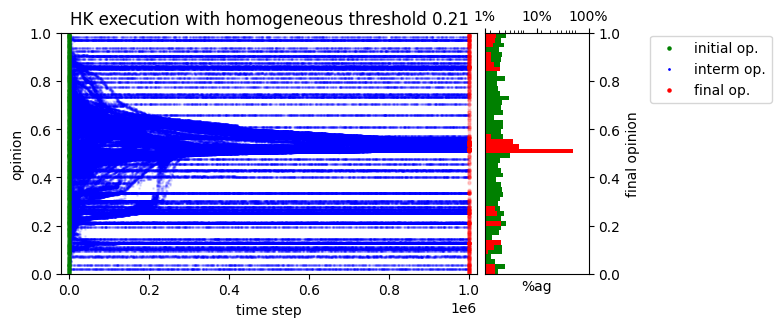 HK execution with homogeneous threshold 0.21
1% 10% 100%
1.0 1.0
0.8 0.8
0.6 0.6
0.4 0.4
0.2 0.2
0.0 0.0
opinion
final opinion
0.0 0.2 0.4 0.6 0.8 1.0
1e6
time step
%ag
initial op.
interm op.
final op.